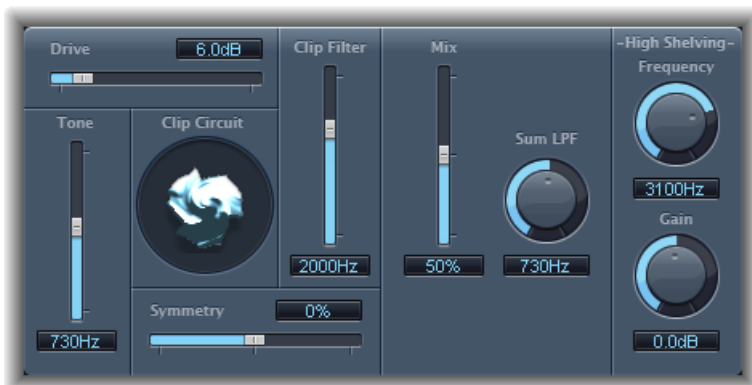 Drive
6.0dB
Tone
730Hz
Clip Circuit
Symmetry
0%
Clip Filter
2000Hz
Mix
50%
Sum LPF
730Hz
-High Shelving-
Frequency
3100Hz
Gain
0.0dB